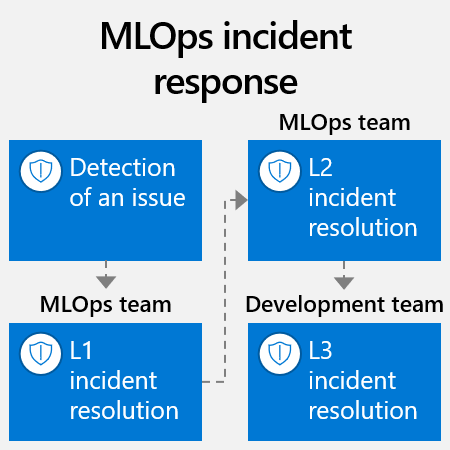 MLOps incident
response
Detection
of an issue
MLOps team
L1
incident
resolution
MLOps team
L2
incident
resolution
Development team
L3
incident
resolution